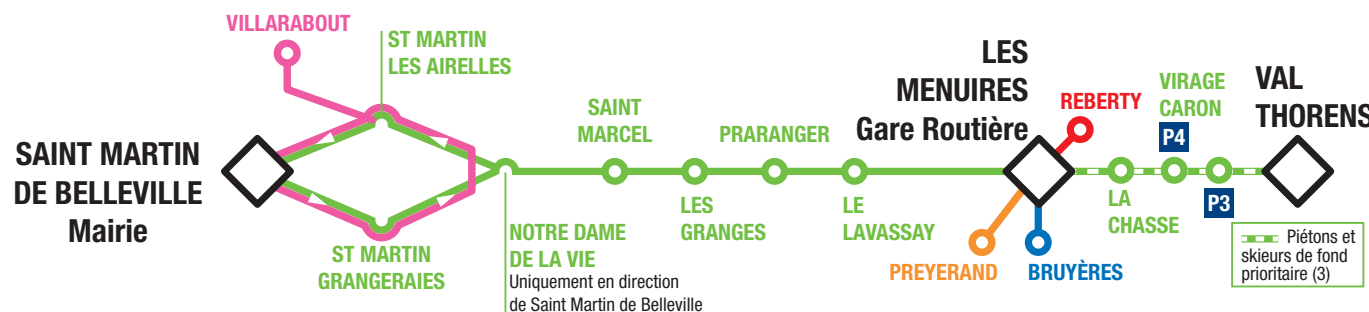 VILLARABOUT
ST MARTIN
LES AIRELLES
SAINT MARTIN
DE BELLEVILLE
Mairie
ST MARTIN
GRANGERAIES
NOTRE DAME
DE LA VIE
Uniquement en direction
de Saint Martin de Belleville
SAINT
MARCEL
LES
GRANGES
PRARANGER
LE
LAVASSAY
LES
MENUIRES
Gare Routière
REBERTY
PREYERAND
BRUYÈRES
LA
CHASSE
VIRAGE
CARON
P4
P3
VAL
THORENS
Piétons et
skieurs de fond
prioritaire (3)